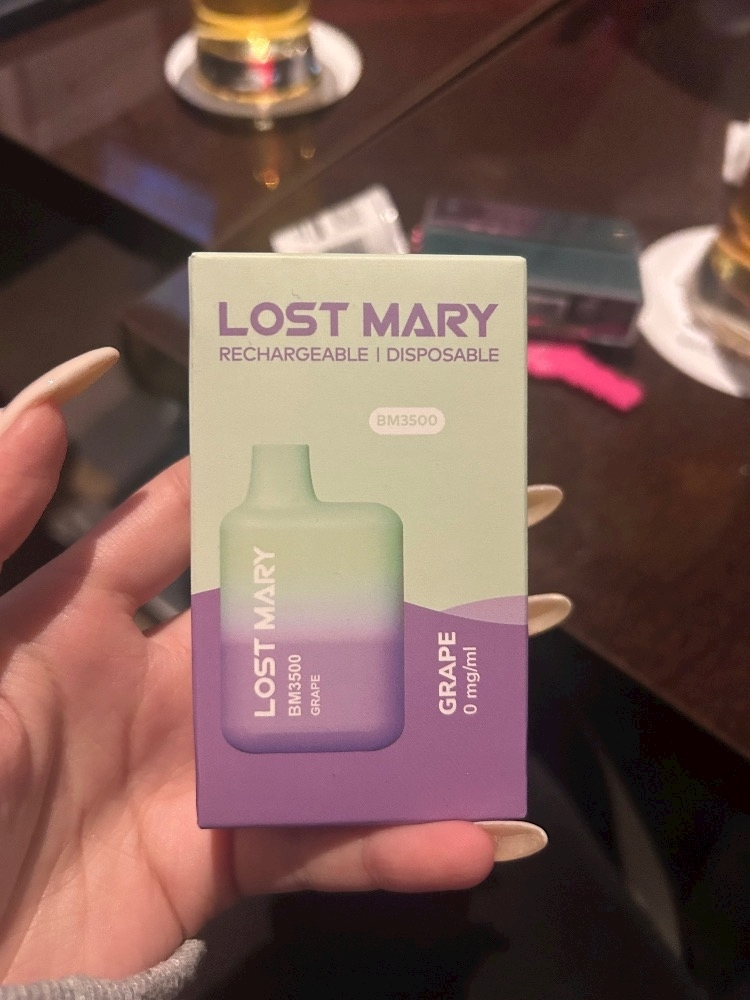 LOST MARY
RECHARGEABLE | DISPOSABLE
BM3500
LOST MARY
BM3500
GRAPE
GRAPE
0 mg/ml